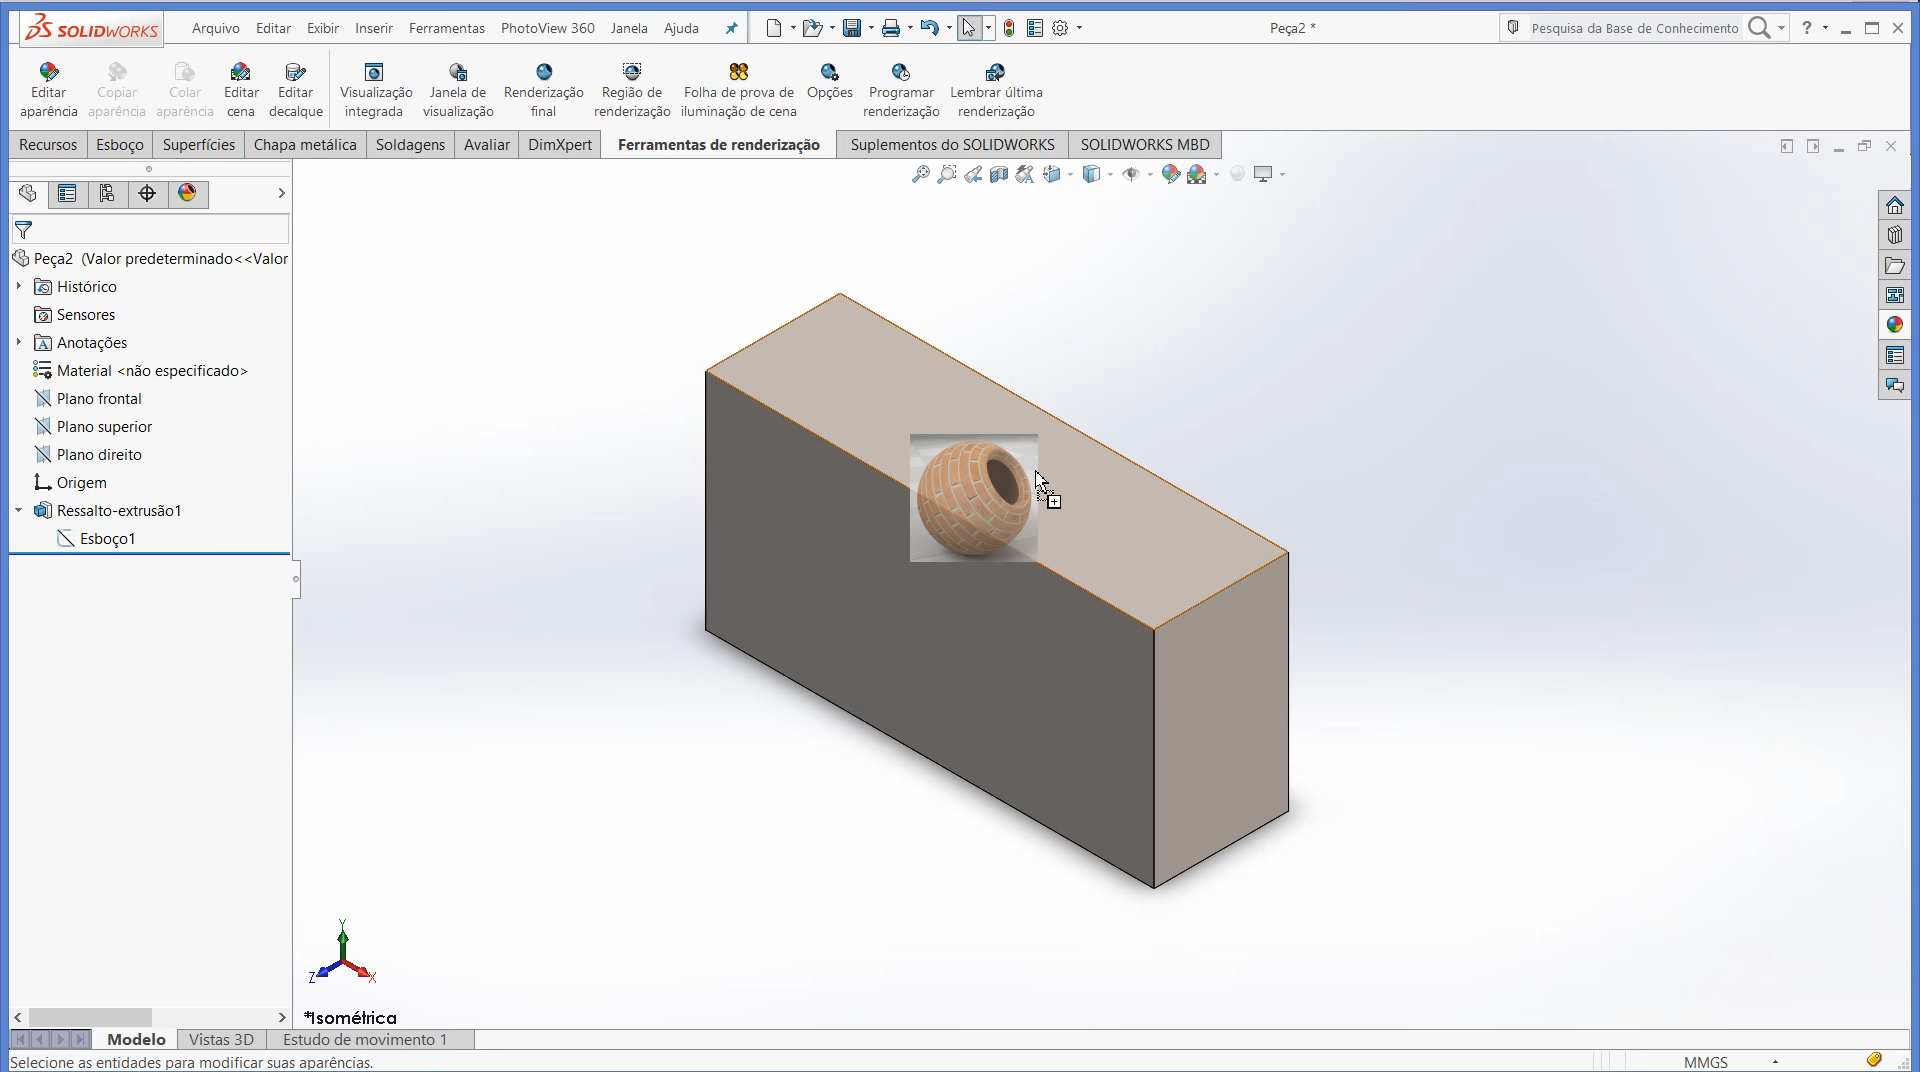 SOLIDWORKS
Arquivo Editar Exibir Inserir Ferramentas PhotoView 360 Janela Ajuda
Peça2 *
Pesquisa da Base de Conhecimento
?
Editar aparência
Copiar aparência
Colar aparência
Editar cena
Editar decalque
Visualização integrada
Janela de visualização
Renderização final
Região de renderização
Folha de prova de iluminação de cena
Opções
Programar renderização
Lembrar última renderização
Recursos Esboço Superfícies Chapa metálica Soldagens Avaliar DimXpert Ferramentas de renderização Suplementos do SOLIDWORKS SOLIDWORKS MBD
Peça2 (Valor predeterminado<<Valor
Histórico
Sensores
A Anotações
Material <não especificado>
Plano frontal
Plano superior
Plano direito
Origem
Ressalto-extrusão1
Esboço1
Y
Z
X
*Isométrica
Modelo Vistas 3D Estudo de movimento 1
Selecione as entidades para modificar suas aparências.
MMGS